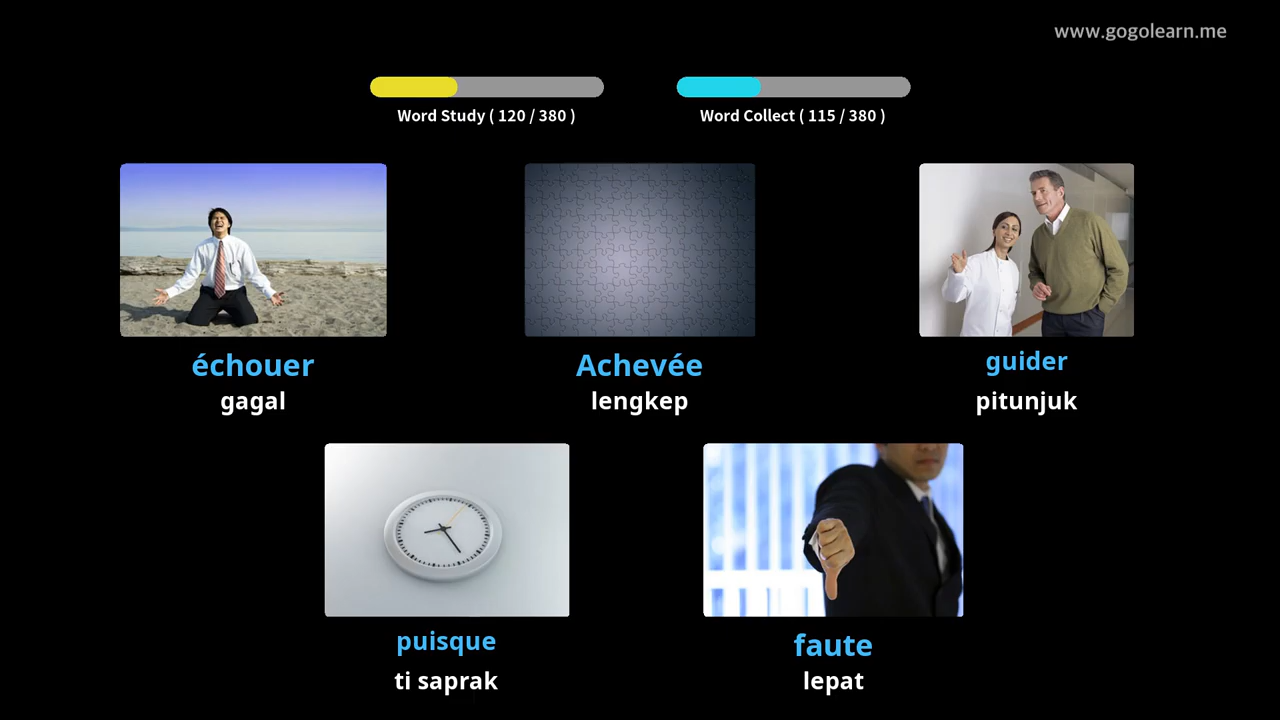 www.gogolearn.me
Word Study ( 120 / 380 )
Word Collect ( 115 / 380 )
échouer
gagal
Achevée
lengkep
guider
pitunjuk
puisque
ti saprak
faute
lepat